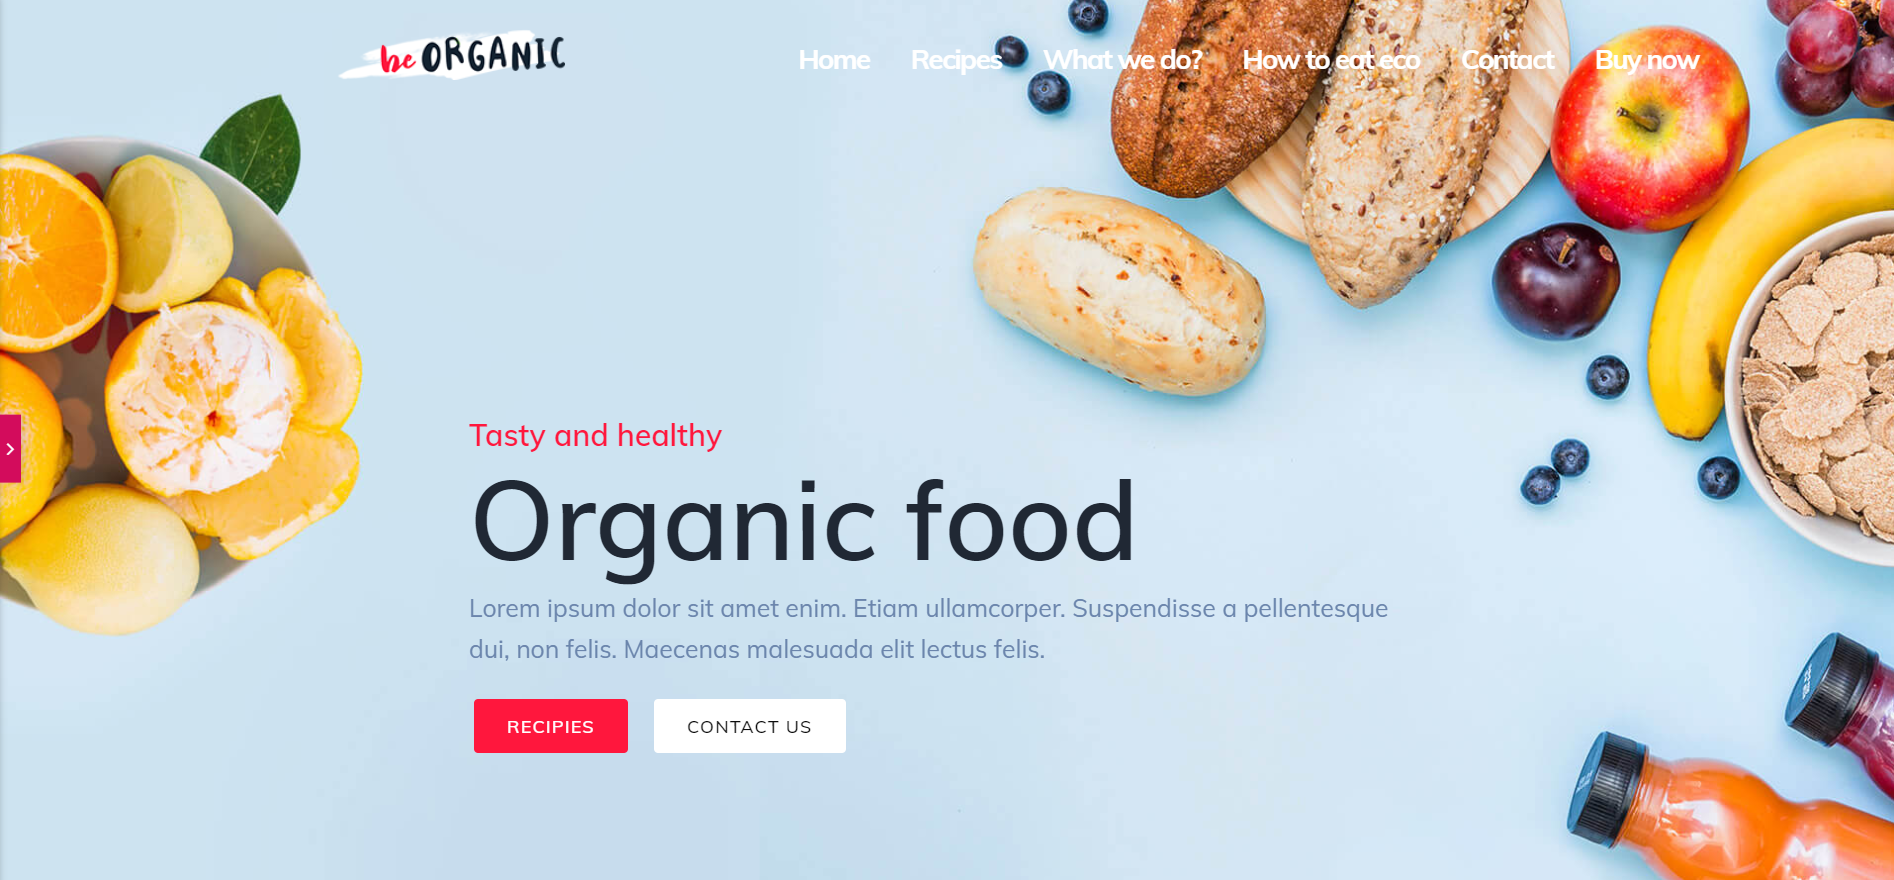 be ORGANIC
Home Recipes What we do? How to eat eco Contact Buy now
Tasty and healthy
Organic food
Lorem ipsum dolor sit amet enim. Etiam ullamcorper. Suspendisse a pellentesque
dui, non felis. Maecenas malesuada elit lectus felis.
RECIPIES CONTACT US